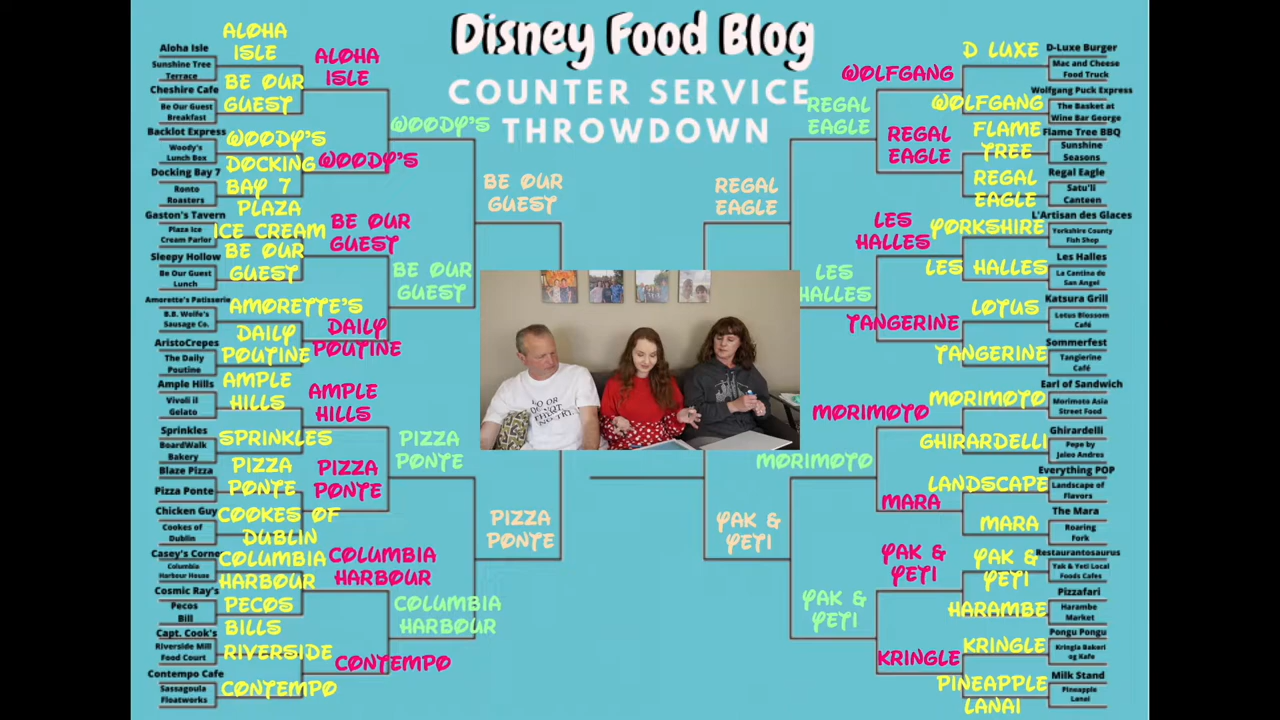 Disney Food Blog
COUNTER SERVICE
THROWDOWN
Aloha Isle
Sunshine Tree
Terrace
Cheshire Cafe
Be Our Guest
Breakfast
Backlot Express
Woody's
Lunch Box
Docking Bay 7
Ronto
Roasters
Gaston's Tavern
Plaza Ice
Cream Parlor
Sleepy Hollow
Be Our Guest
Lunch
Amorette's Patisserie
B.B. Wolfe's
Sausage Co.
AristoCrepes
The Daily
Poutine
Ample Hills
Vivoli il
Gelato
Sprinkles
BoardWalk
Bakery
Blaze Pizza
Pizza Ponte
Chicken Guy
Cookes of
Dublin
Casey's Corno
Columbia
Harbour House
Cosmic Ray's
Pecos
Bill
Capt. Cook's
Riverside Mill
Food Court
Contempo Cafe
Sassagoula
Floatworks
ALOHA
ISLE
BE OUR
GUEST
WOODY'S
DOCKING
BAY 7
PLAZA
ICE CREAM
BE OUR
GUEST
AMORETTE'S
DAILY
POUTINE
AMPLE
HILLS
SPRINKLES
PIZZA
PONTE
COOKES OF
DUBLIN
COLUMBIA
HARBOUR
PECOS
BILLS
RIVERSIDE
CONTEMPO
ALOHA
ISLE
WOODY'S
BE OUR
GUEST
DAILY
POUTINE
AMPLE
HILLS
PIZZA
PONTE
COLUMBIA
HARBOUR
CONTEMPO
WOODY'S
BE OUR
GUEST
PIZZA
PONTE
COLUMBIA
HARBOUR
BE OUR
GUEST
PIZZA
PONTE
REGAL
EAGLE
YAK &
YETI
REGAL
EAGLE
LES
HALLES
MORIMOTO
YAK &
YETI
WOLFGANG
REGAL
EAGLE
LES
HALLES
TANGERINE
MORIMOTO
MARA
YAK &
YETI
KRINGLE
D LUXE
WOLFGANG
FLAME
TREE
REGAL
EAGLE
YORKSHIRE
LES HALLES
LOTUS
TANGERINE
MORIMOTO
GHIRARDELLI
LANDSCAPE
MARA
YAK &
YETI
HARAMBE
KRINGLE
PINEAPPLE
LANAI
D-Luxe Burger
Mac and Cheese
Food Truck
Wolfgang Puck Express
The Basket at
Wine Bar George
Flame Tree BBQ
Sunshine
Seasons
Regal Eagle
Satu'li
Canteen
L'Artisan des Glaces
Yorkshire County
Fish Shop
Les Halles
La Cantina de
San Angel
Katsura Grill
Lotus Blossom
Café
Sommerfest
Tangierine
Café
Earl of Sandwich
Morimoto Asia
Street Food
Ghirardelli
Pepe by
Jaleo Andres
Everything POP
Landscape of
Flavors
The Mara
Roaring
Fork
Restaurantosaurus
Yak & Yeti Local
Foods Cafes
Pizzafari
Harambe
Market
Pongu Pongu
Kringla Bakeri
og Kafe
Milk Stand
Pineapple
Lanai